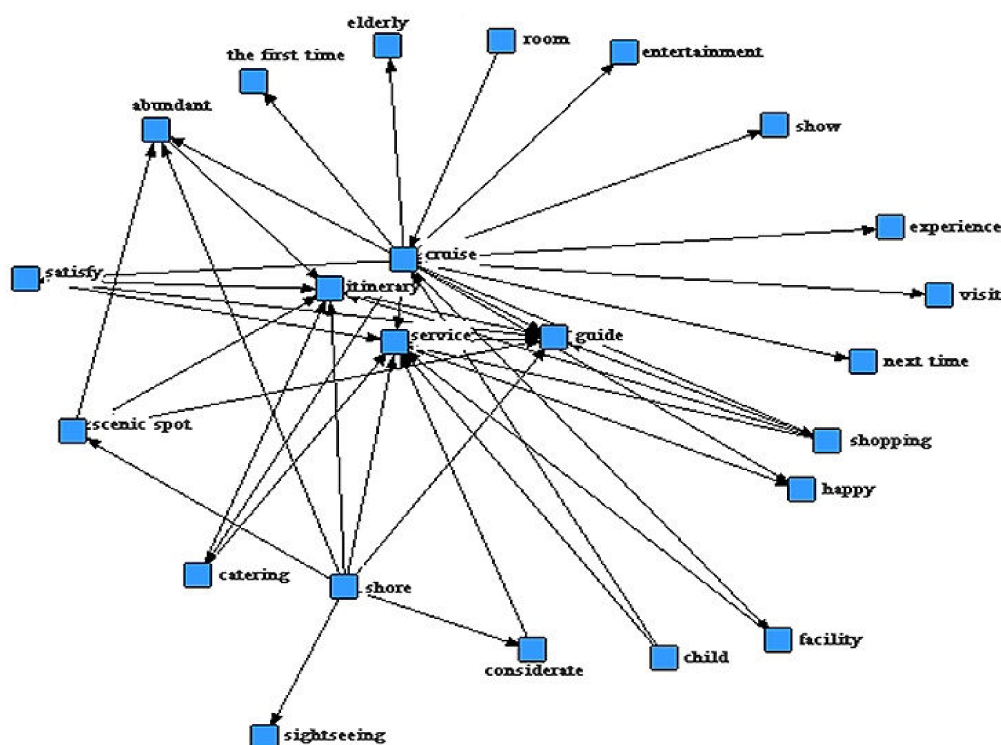 elderly
room
the first time
entertainment
abundant
show
experience
cruise
satisfy
itinerary
visit
service
guide
next time
scenic spot
shopping
happy
catering
shore
facility
child
considerate
sightseeing